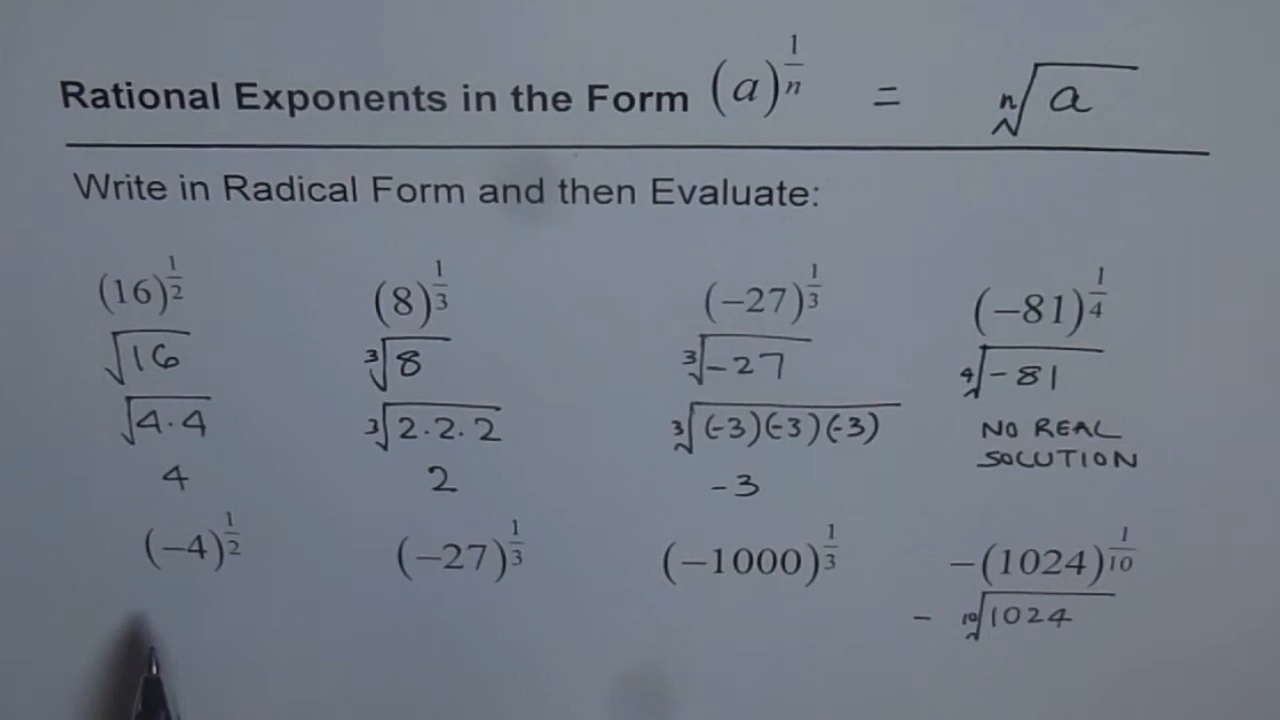 Rational Exponents in the Form (a)^{1/n} = ⁿ√a
Write in Radical Form and then Evaluate:
(16)^{1/2} (8)^{1/3} (−27)^{1/3} (−81)^{1/4}
√16 ³√8 ³√-27 ⁴√-81
√4·4 ³√2·2·2 ³√(-3)(-3)(-3) NO REAL
SOLUTION
4 2 -3
(−4)^{1/2} (−27)^{1/3} (−1000)^{1/3} −(1024)^{1/10}
- ¹⁰√1024